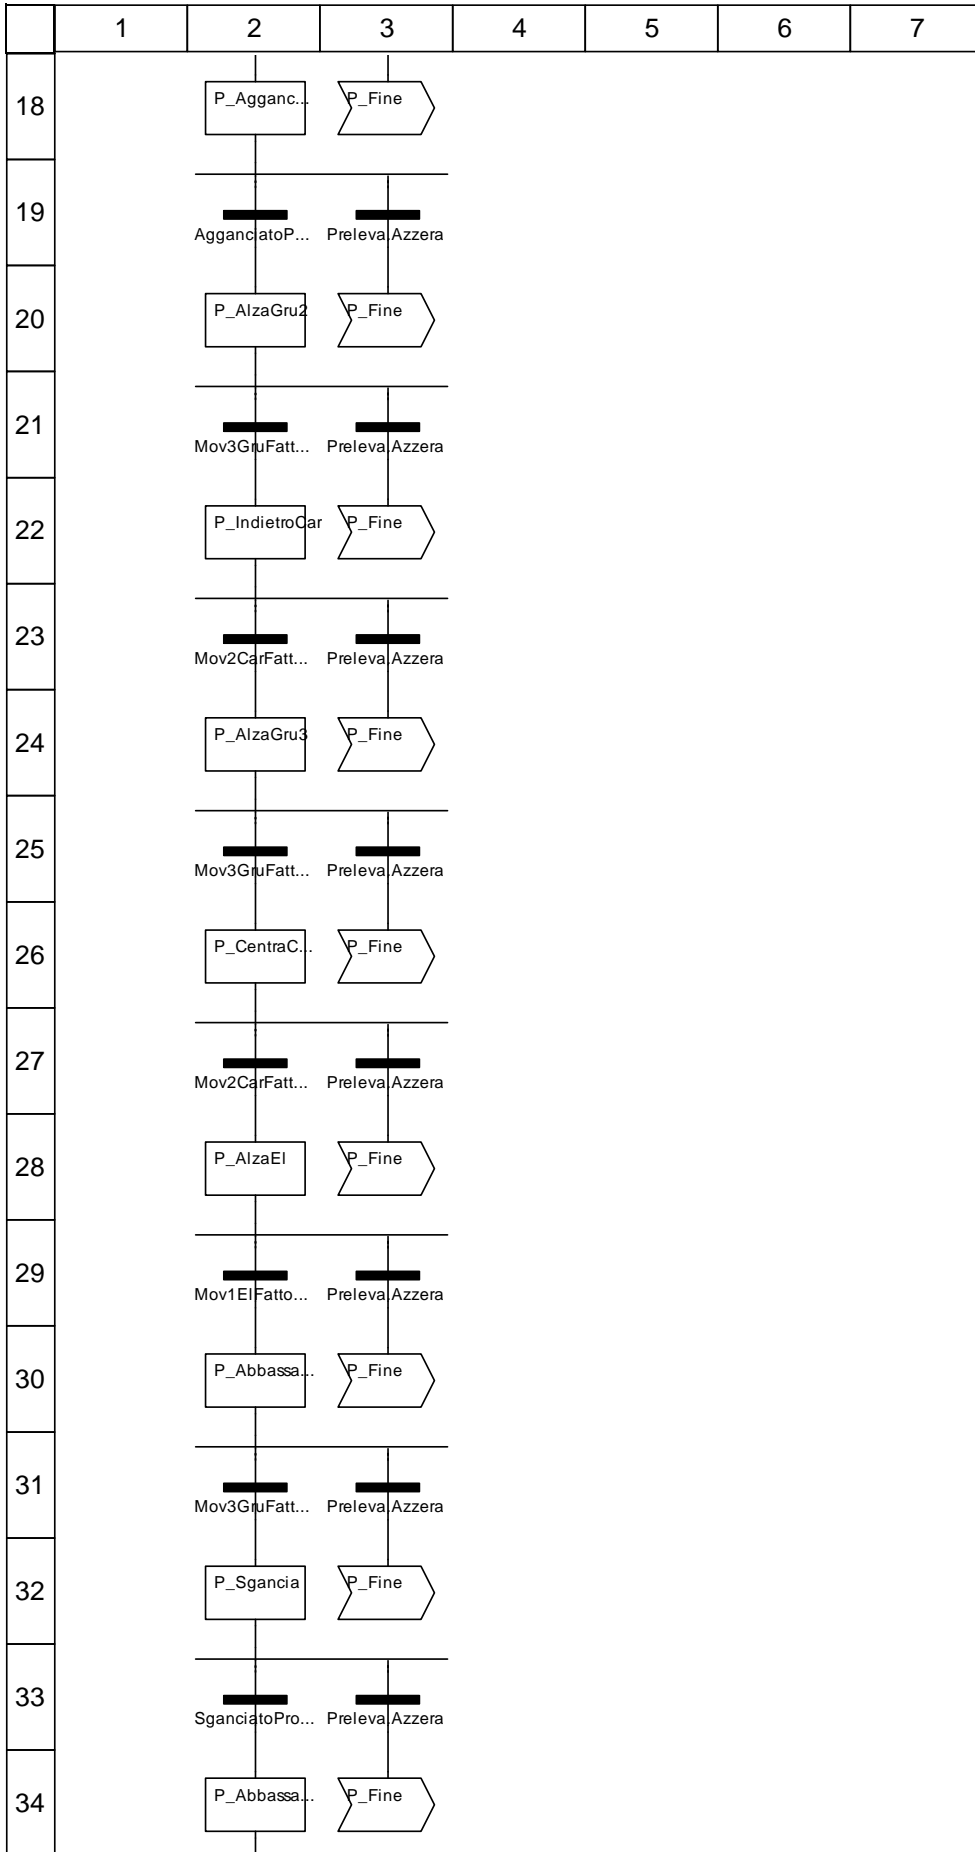 1 2 3 4 5 6 7
18 P_Agganc... P_Fine
19
AgganciatoP... Preleva.Azzera
20 P_AlzaGru2 P_Fine
21
Mov3GruFatt... Preleva.Azzera
22 P_IndietroCar P_Fine
23
Mov2CarFatt... Preleva.Azzera
24 P_AlzaGru3 P_Fine
25
Mov3GruFatt... Preleva.Azzera
26 P_CentraC... P_Fine
27
Mov2CarFatt... Preleva.Azzera
28 P_AlzaEl P_Fine
29
Mov1ElFatto... Preleva.Azzera
30 P_Abbassa... P_Fine
31
Mov3GruFatt... Preleva.Azzera
32 P_Sgancia P_Fine
33
SganciatoPro... Preleva.Azzera
34 P_Abbassa... P_Fine